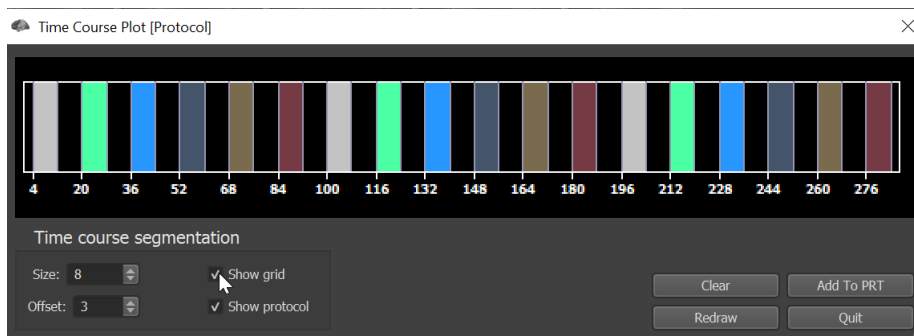 Time Course Plot [Protocol]
4 20 36 52 68 84 100 116 132 148 164 180 196 212 228 244 260 276
Time course segmentation
Size: 8 Show grid
Offset: 3 Show protocol
Clear Add To PRT
Redraw Quit